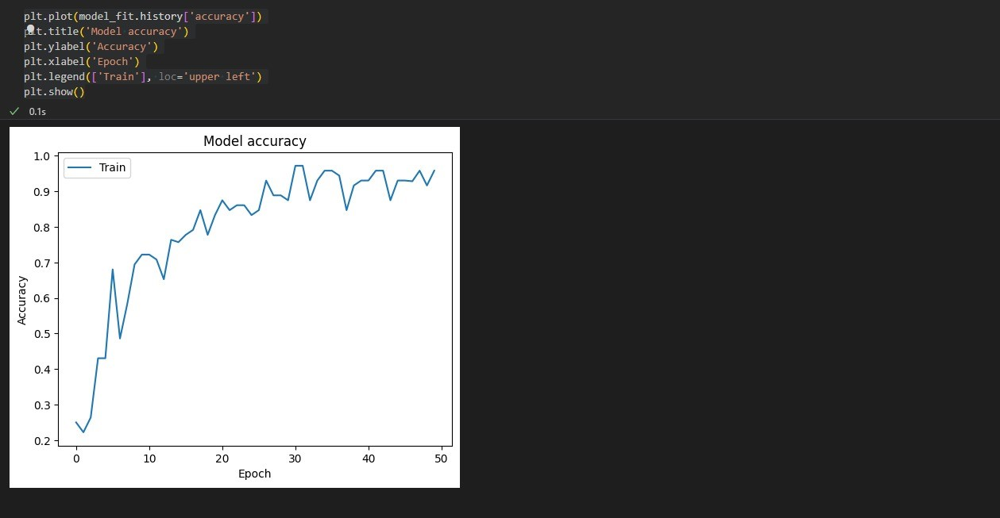 plt.plot(model_fit.history['accuracy'])
plt.title('Model accuracy')
plt.ylabel('Accuracy')
plt.xlabel('Epoch')
plt.legend(['Train'], loc='upper left')
plt.show()
0.1s
Model accuracy
Train
1.0
0.9
0.8
0.7
0.6
0.5
0.4
0.3
0.2
Accuracy
0 10 20 30 40 50
Epoch